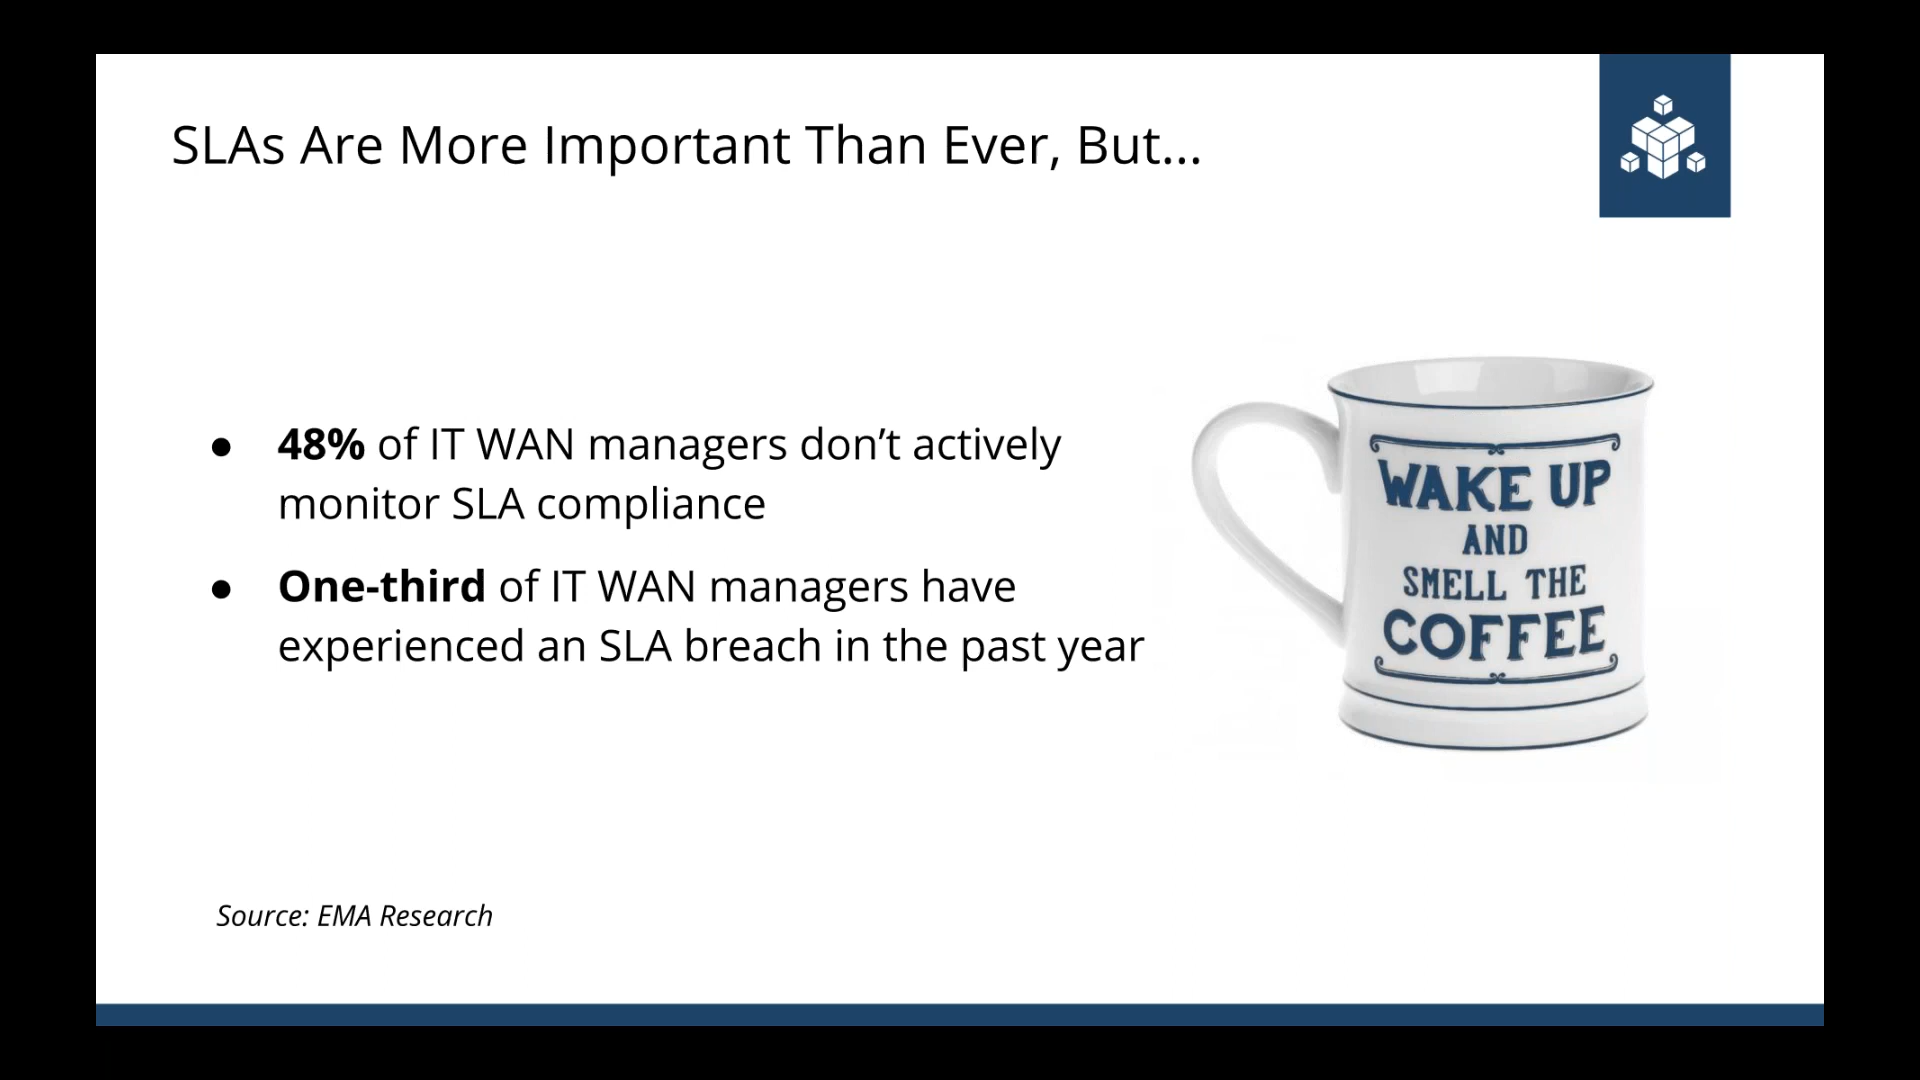 SLAs Are More Important Than Ever, But...
● 48% of IT WAN managers don’t actively
monitor SLA compliance
● One-third of IT WAN managers have
experienced an SLA breach in the past year
WAKE UP
AND
SMELL THE
COFFEE
Source: EMA Research